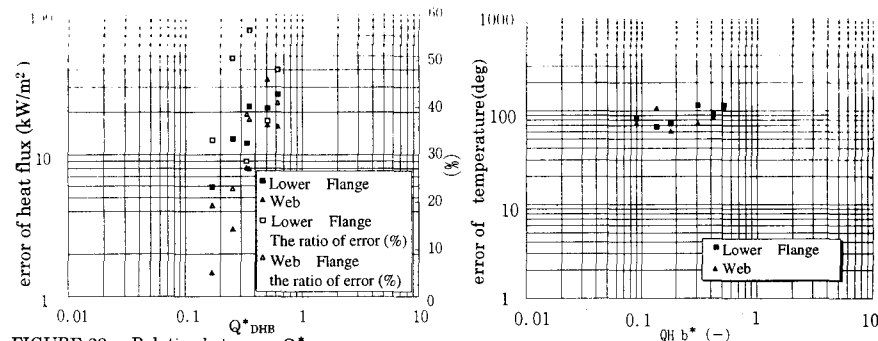 100
10
1
error of heat flux (kW/m²)
60
50
40
30
20
10
0
(%)
Lower Flange
Web
Lower Flange
The ratio of error (%)
Web Flange
the ratio of error (%)
0.01
0.1
1
10
Q*DHB
1000
100
10
1
error of temperature(deg)
Lower Flange
Web
0.01
0.1
1
10
QH b* (-)